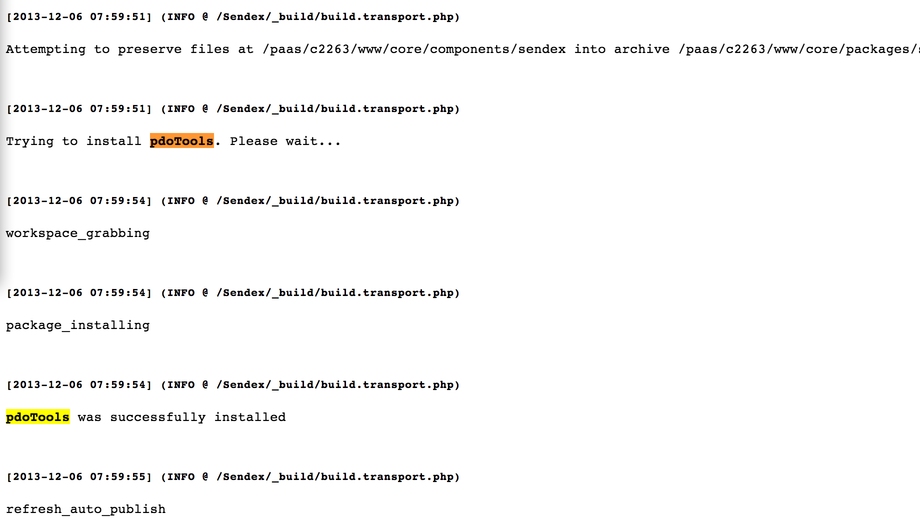 [2013-12-06 07:59:51] (INFO @ /Sendex/_build/build.transport.php)
Attempting to preserve files at /paas/c2263/www/core/components/sendex into archive /paas/c2263/www/core/packages/
[2013-12-06 07:59:51] (INFO @ /Sendex/_build/build.transport.php)
Trying to install pdoTools. Please wait...
[2013-12-06 07:59:54] (INFO @ /Sendex/_build/build.transport.php)
workspace_grabbing
[2013-12-06 07:59:54] (INFO @ /Sendex/_build/build.transport.php)
package_installing
[2013-12-06 07:59:54] (INFO @ /Sendex/_build/build.transport.php)
pdoTools was successfully installed
[2013-12-06 07:59:55] (INFO @ /Sendex/_build/build.transport.php)
refresh_auto_publish